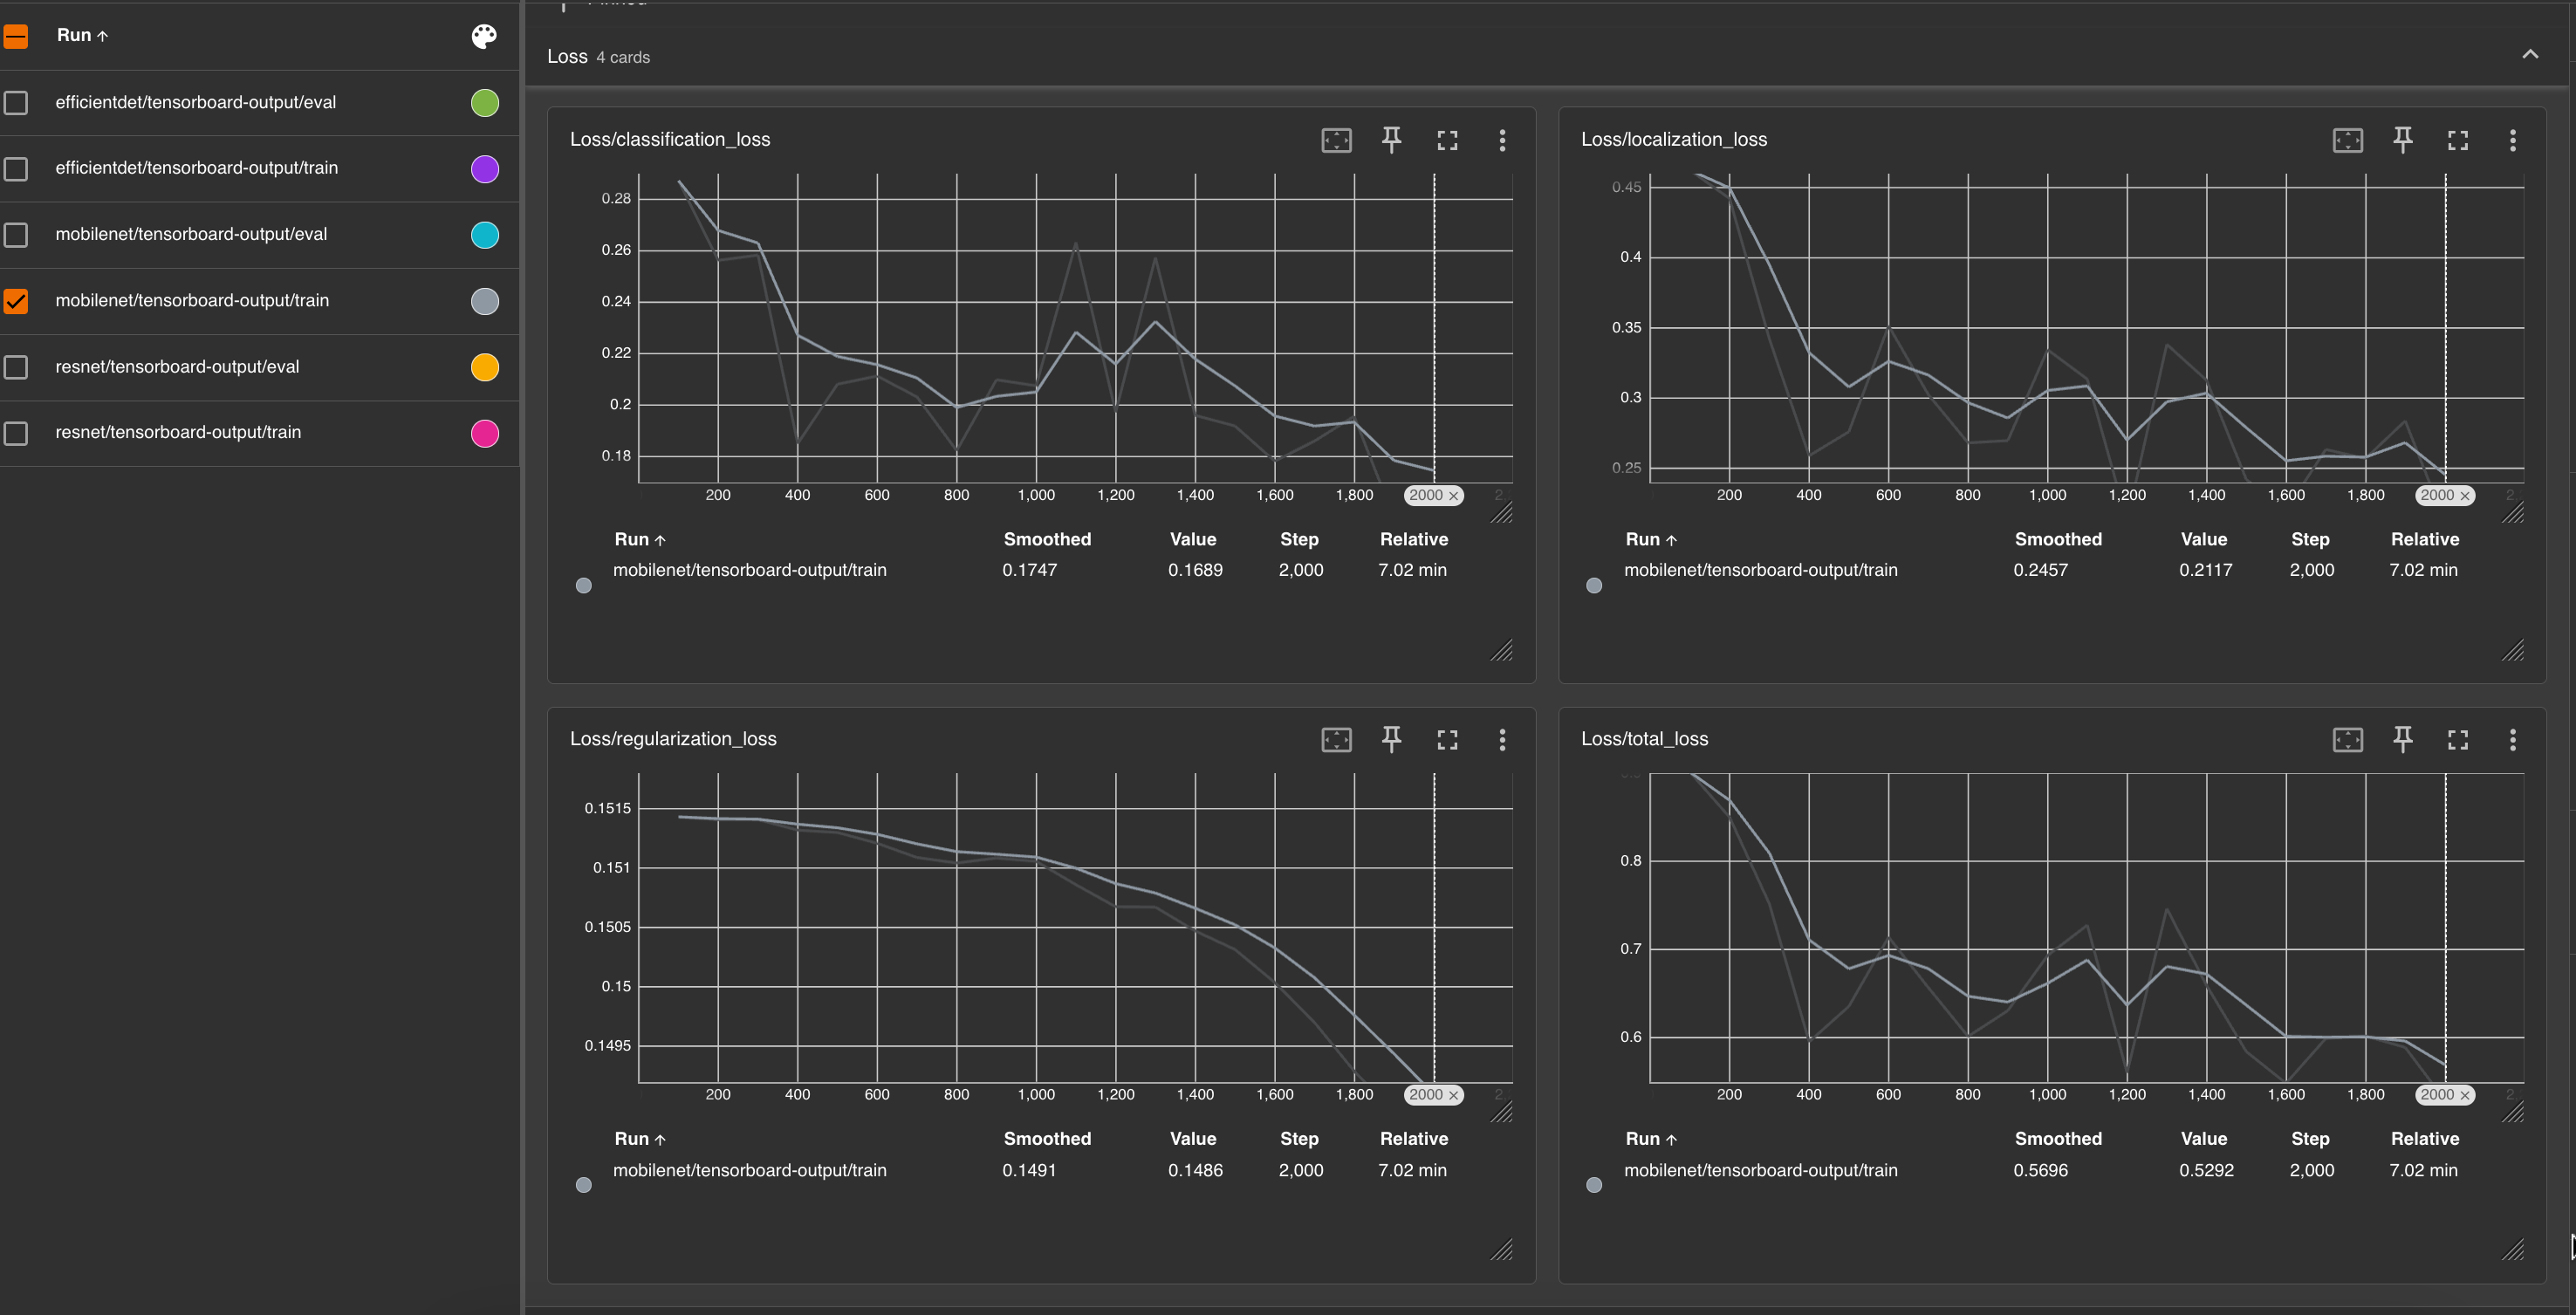 Run ↑
efficientdet/tensorboard-output/eval
efficientdet/tensorboard-output/train
mobilenet/tensorboard-output/eval
mobilenet/tensorboard-output/train
resnet/tensorboard-output/eval
resnet/tensorboard-output/train
Loss 4 cards
Loss/classification_loss
0.28
0.26
0.24
0.22
0.2
0.18
200 400 600 800 1,000 1,200 1,400 1,600 1,800 2000 ×
Run ↑ Smoothed Value Step Relative
mobilenet/tensorboard-output/train 0.1747 0.1689 2,000 7.02 min
Loss/localization_loss
0.45
0.4
0.35
0.3
0.25
200 400 600 800 1,000 1,200 1,400 1,600 1,800 2000 ×
Run ↑ Smoothed Value Step Relative
mobilenet/tensorboard-output/train 0.2457 0.2117 2,000 7.02 min
Loss/regularization_loss
0.1515
0.151
0.1505
0.15
0.1495
200 400 600 800 1,000 1,200 1,400 1,600 1,800 2000 ×
Run ↑ Smoothed Value Step Relative
mobilenet/tensorboard-output/train 0.1491 0.1486 2,000 7.02 min
Loss/total_loss
0.8
0.7
0.6
200 400 600 800 1,000 1,200 1,400 1,600 1,800 2000 ×
Run ↑ Smoothed Value Step Relative
mobilenet/tensorboard-output/train 0.5696 0.5292 2,000 7.02 min